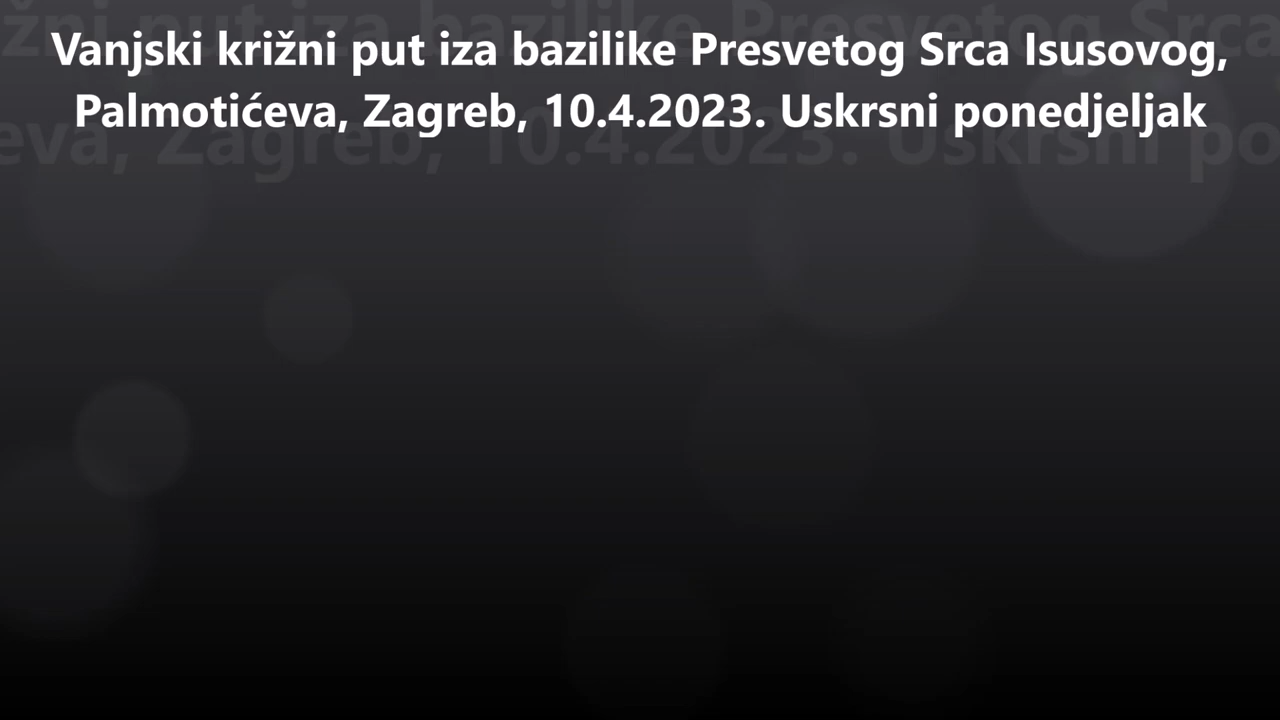 Vanjski križni put iza bazilike Presvetog Srca Isusovog,
Palmotićeva, Zagreb, 10.4.2023. Uskrsni ponedjeljak